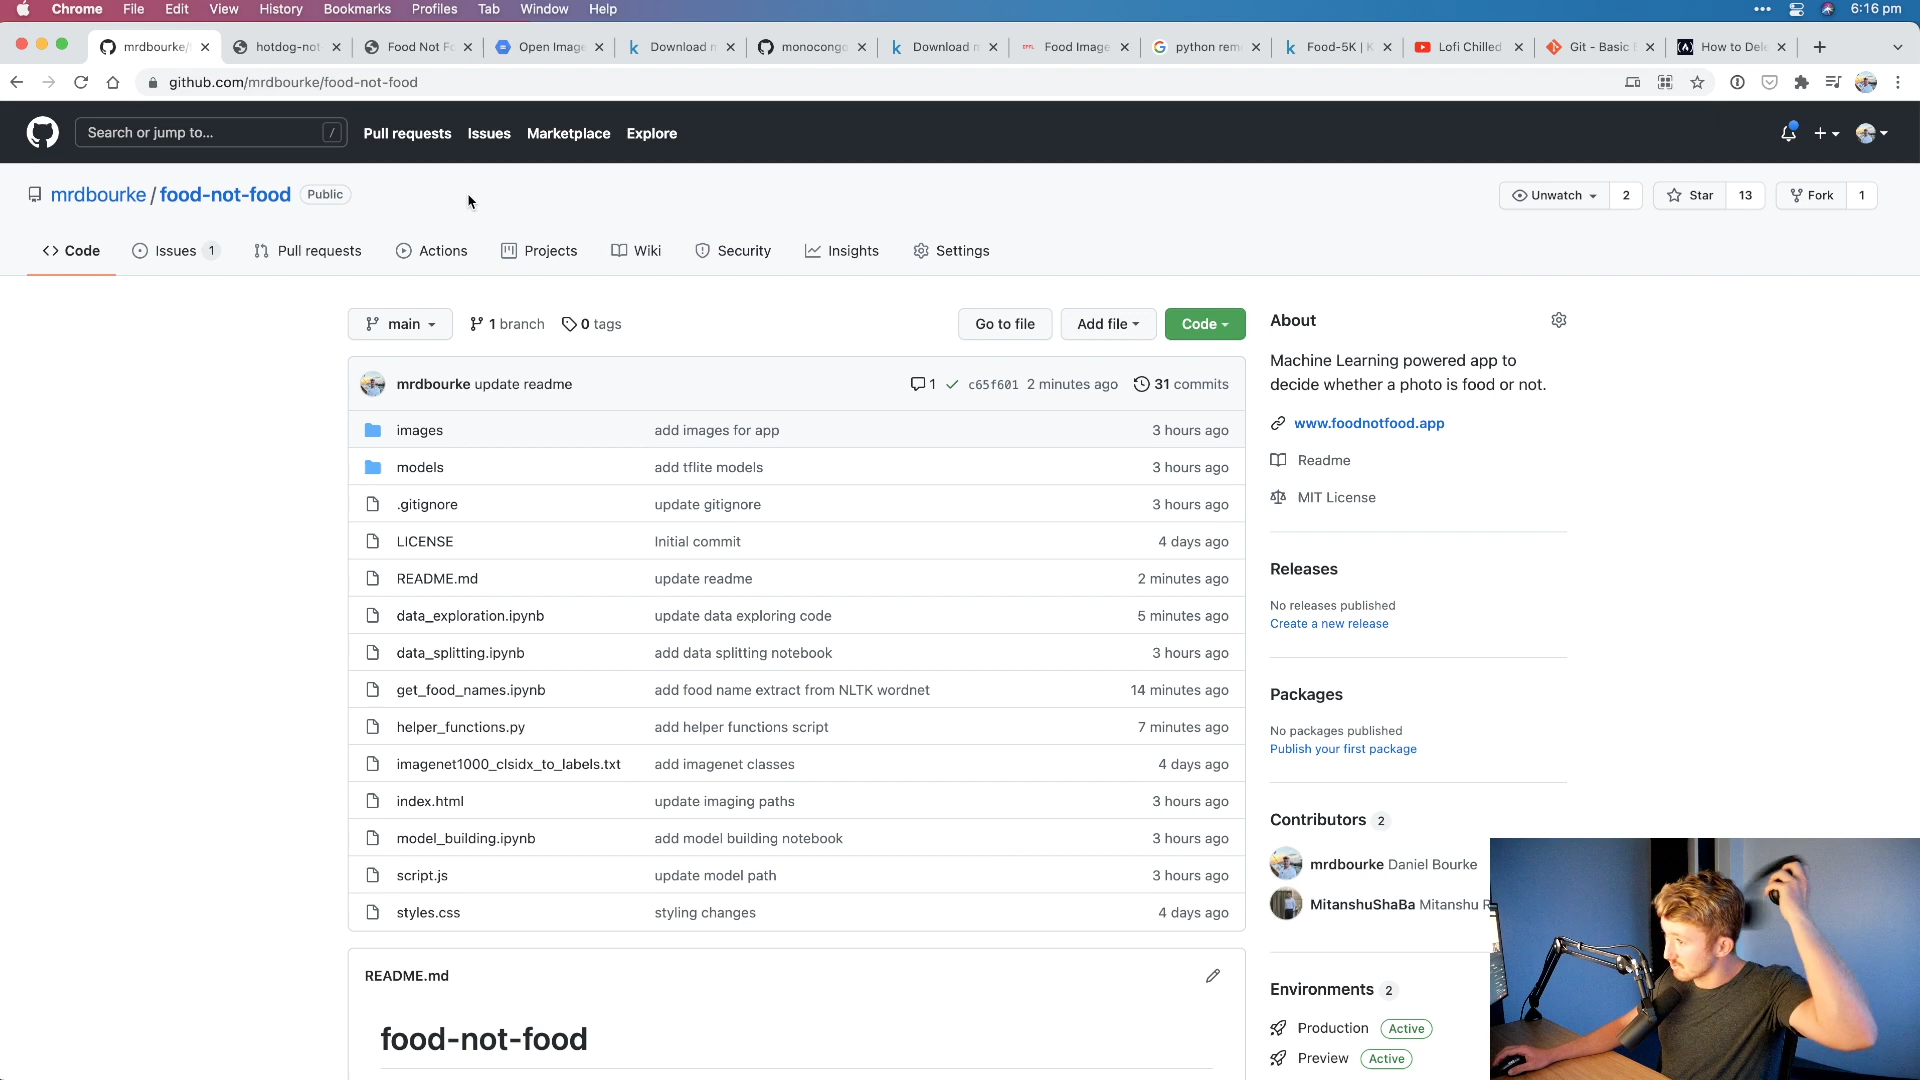 Chrome File Edit View History Bookmarks Profiles Tab Window Help 6:16 pm
mrdbourke/ hotdog-not Food Not Open Image Download monocong Download Food Image python rem Food-5K | Lofi Chilled Git - Basic How to Del
github.com/mrdbourke/food-not-food
Search or jump to... / Pull requests Issues Marketplace Explore
mrdbourke / food-not-food Public Unwatch 2 Star 13 Fork 1
Code Issues 1 Pull requests Actions Projects Wiki Security Insights Settings
main 1 branch 0 tags Go to file Add file Code
mrdbourke update readme 1 c65f601 2 minutes ago 31 commits
images add images for app 3 hours ago
models add tflite models 3 hours ago
.gitignore update gitignore 3 hours ago
LICENSE Initial commit 4 days ago
README.md update readme 2 minutes ago
data_exploration.ipynb update data exploring code 5 minutes ago
data_splitting.ipynb add data splitting notebook 3 hours ago
get_food_names.ipynb add food name extract from NLTK wordnet 14 minutes ago
helper_functions.py add helper functions script 7 minutes ago
imagenet1000_clsidx_to_labels.txt add imagenet classes 4 days ago
index.html update imaging paths 3 hours ago
model_building.ipynb add model building notebook 3 hours ago
script.js update model path 3 hours ago
styles.css styling changes 4 days ago
README.md
food-not-food
About
Machine Learning powered app to
decide whether a photo is food or not.
www.foodnotfood.app
Readme
MIT License
Releases
No releases published
Create a new release
Packages
No packages published
Publish your first package
Contributors 2
mrdbourke Daniel Bourke
MitanshuShaBa Mitanshu
Environments 2
Production Active
Preview Active